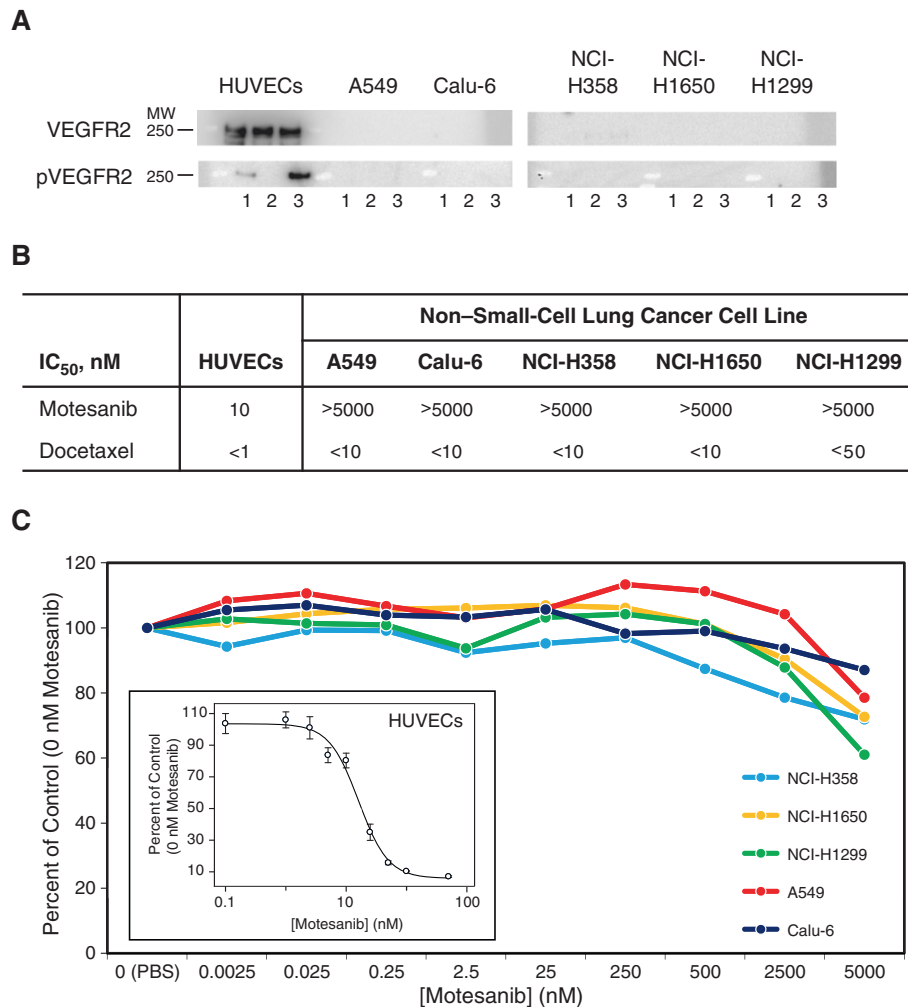 A
HUVECs A549 Calu-6 NCI-H358 NCI-H1650 NCI-H1299
MW
VEGFR2 250
pVEGFR2 250
1 2 3 1 2 3 1 2 3 1 2 3 1 2 3 1 2 3
B
Non–Small-Cell Lung Cancer Cell Line
IC50, nM HUVECs A549 Calu-6 NCI-H358 NCI-H1650 NCI-H1299
Motesanib 10 >5000 >5000 >5000 >5000 >5000
Docetaxel <1 <10 <10 <10 <10 <50
C
Percent of Control (0 nM Motesanib)
120
100
80
60
40
20
0
0 (PBS) 0.0025 0.025 0.25 2.5 25 250 500 2500 5000
[Motesanib] (nM)
HUVECs
Percent of Control
(0 nM Motesanib)
110
90
70
50
30
10
0.1 10 100
[Motesanib] (nM)
NCI-H358
NCI-H1650
NCI-H1299
A549
Calu-6